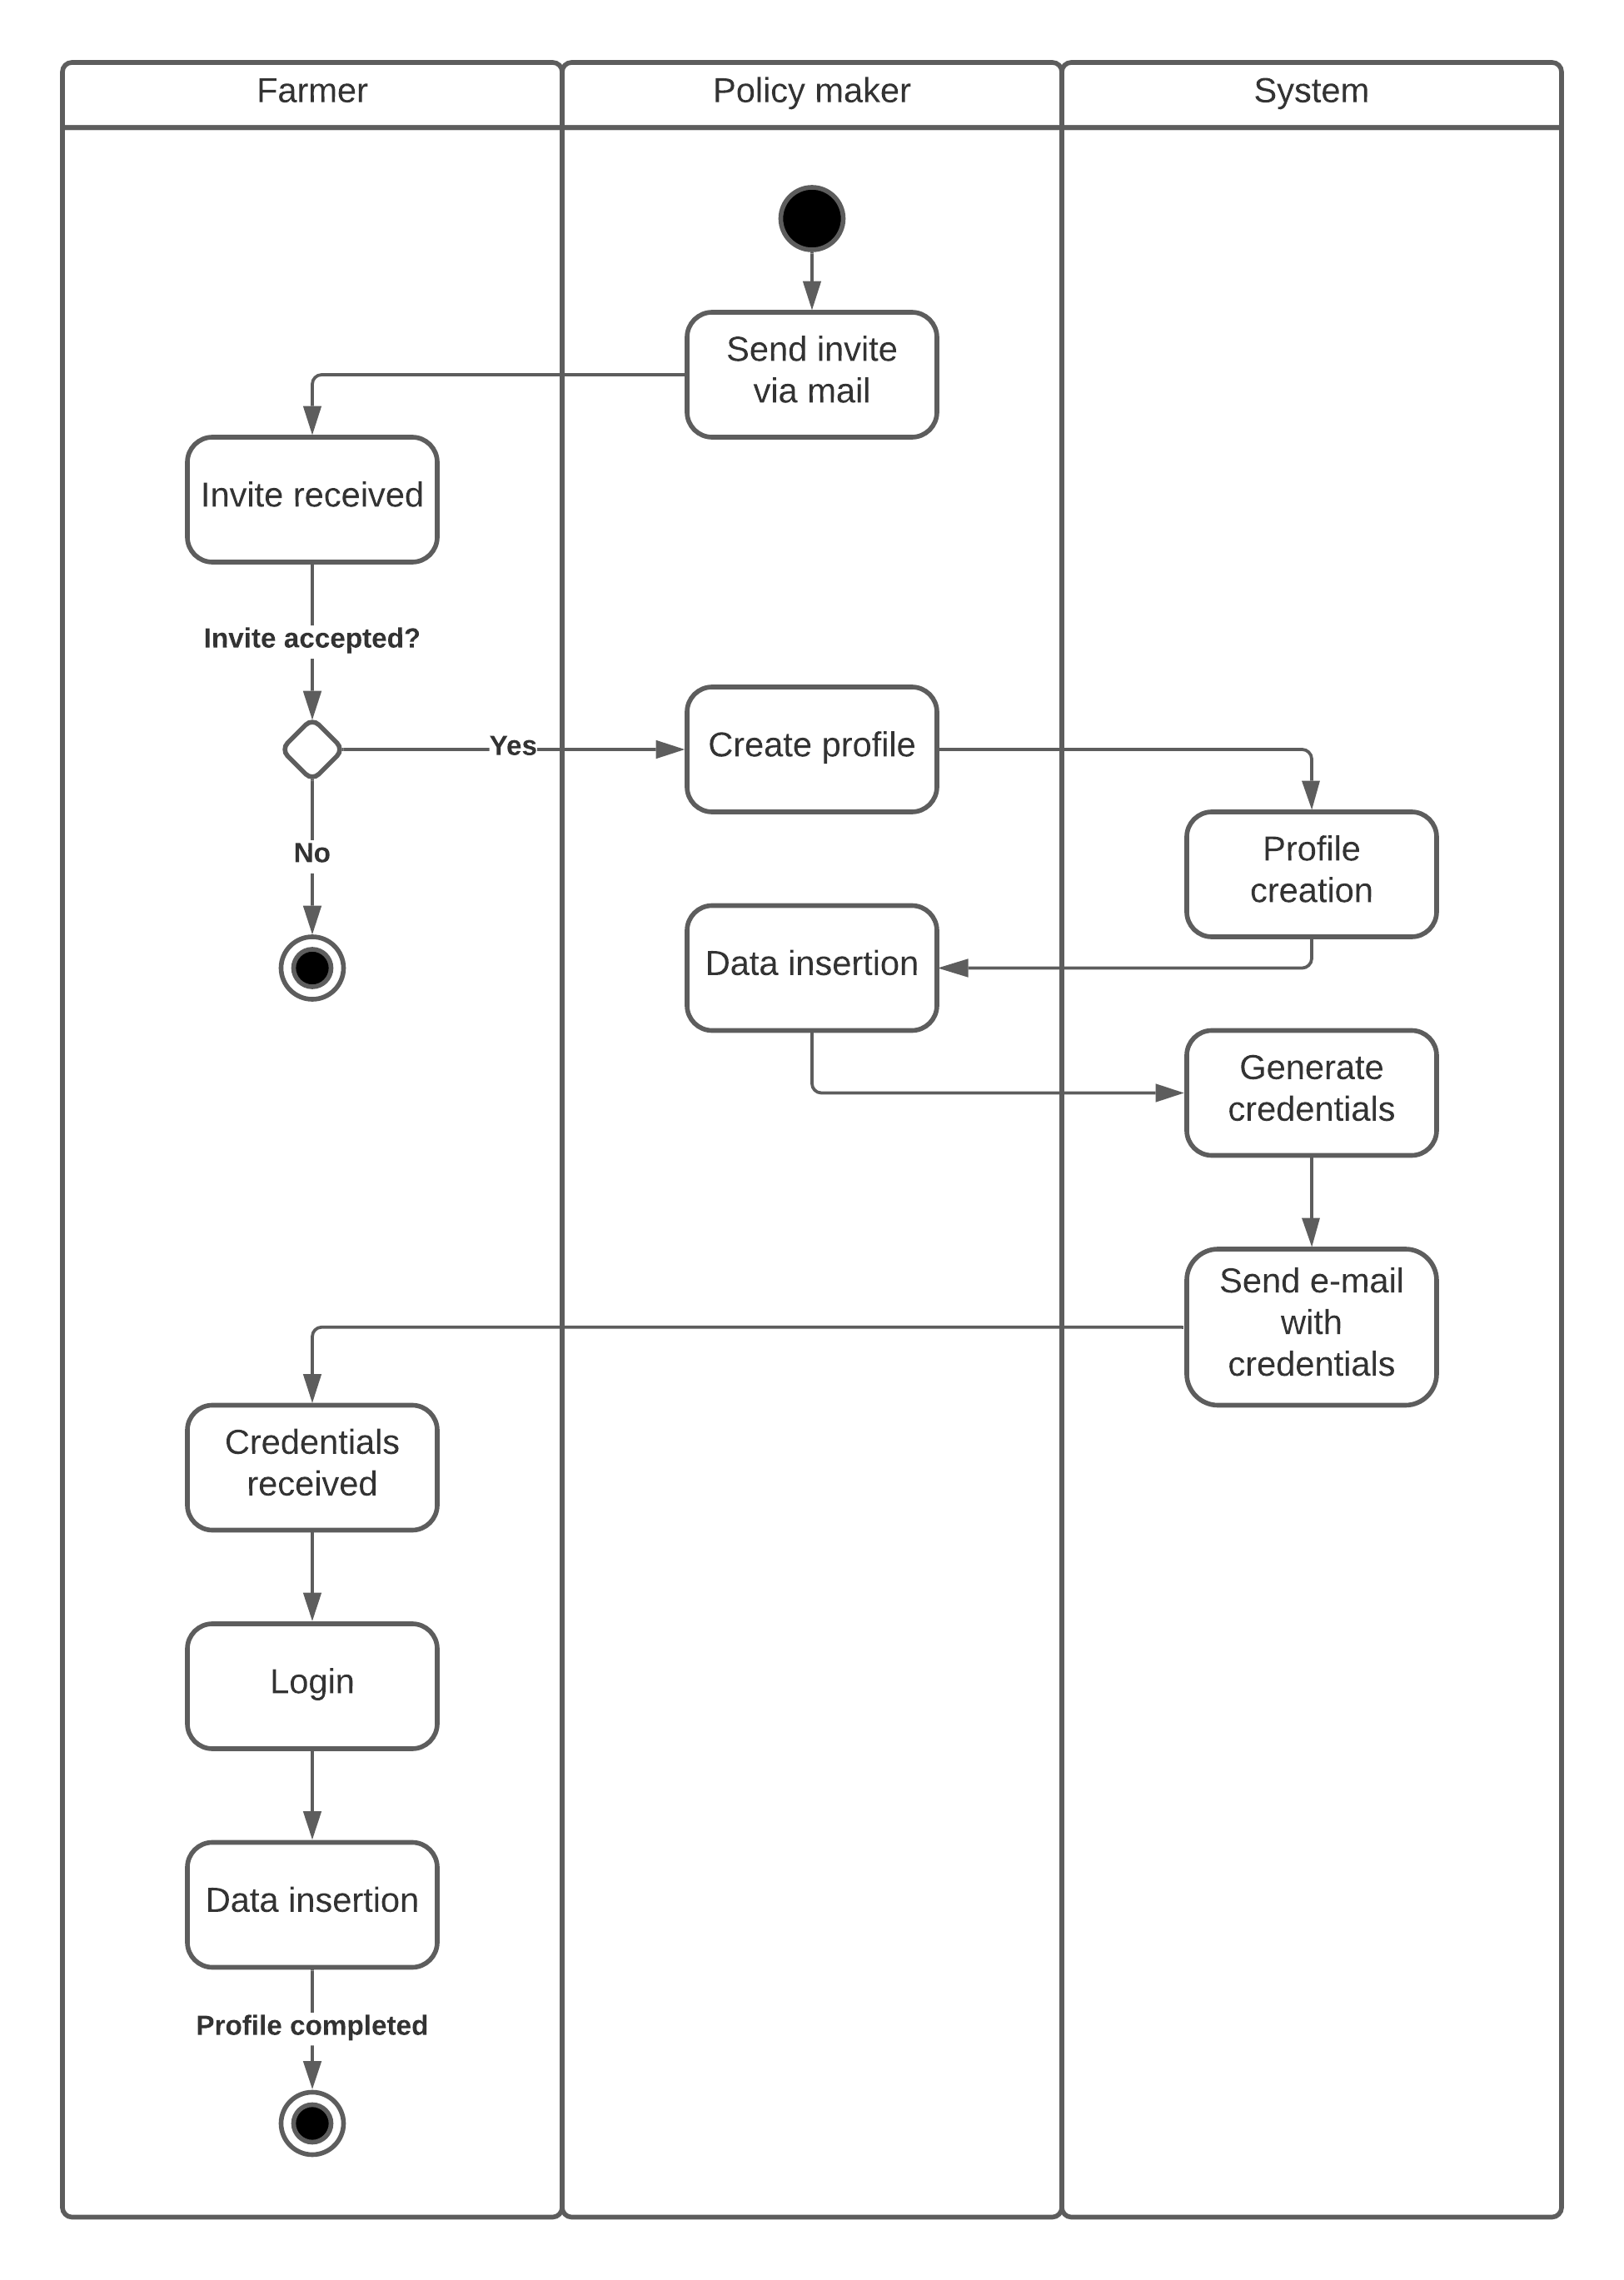 Farmer
Policy maker
System
Send invite
via mail
Invite received
Invite accepted?
Yes
Create profile
No
Profile
creation
Data insertion
Generate
credentials
Send e-mail
with
credentials
Credentials
received
Login
Data insertion
Profile completed